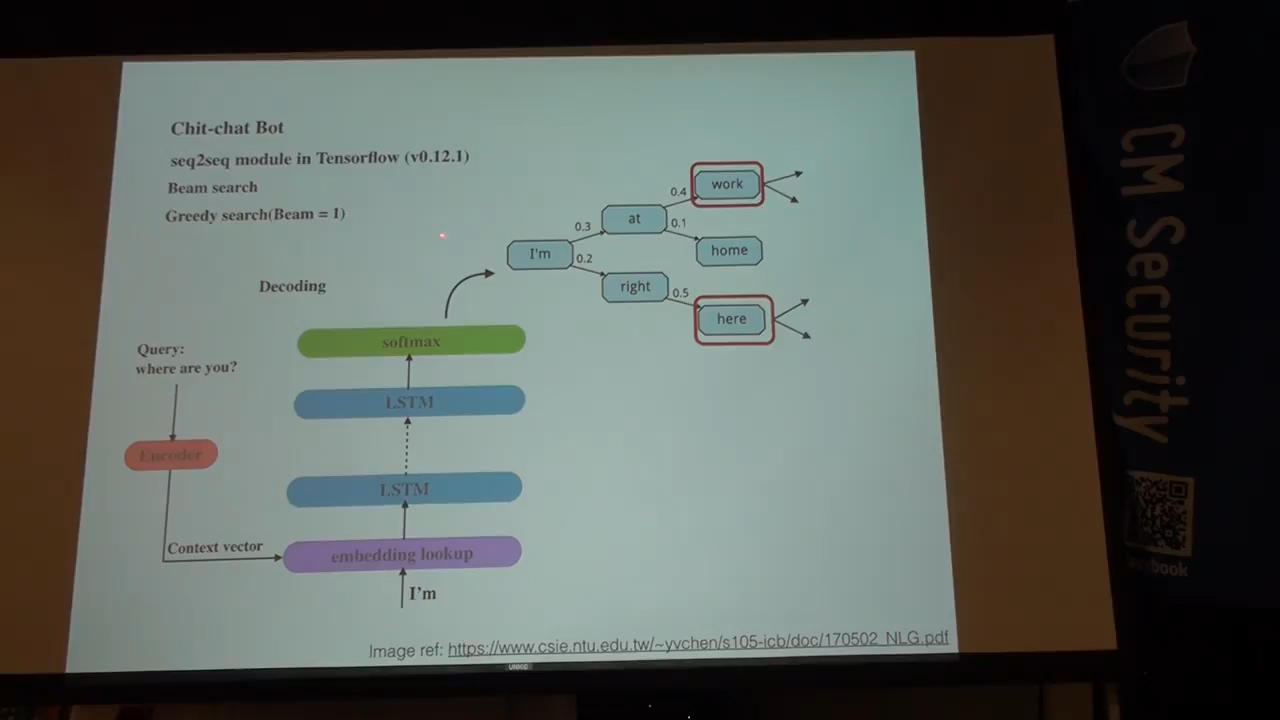 Chit-chat Bot
seq2seq module in Tensorflow (v0.12.1)
Beam search
Greedy search(Beam = 1)
Decoding
Query:
where are you?
Encoder
Context vector
softmax
LSTM
LSTM
embedding lookup
I'm
I'm
0.3
0.2
at
right
0.4
0.1
0.5
work
home
here
Image ref: https://www.csie.ntu.edu.tw/~yvchen/s105-icb/doc/170502_NLG.pdf
CM Security